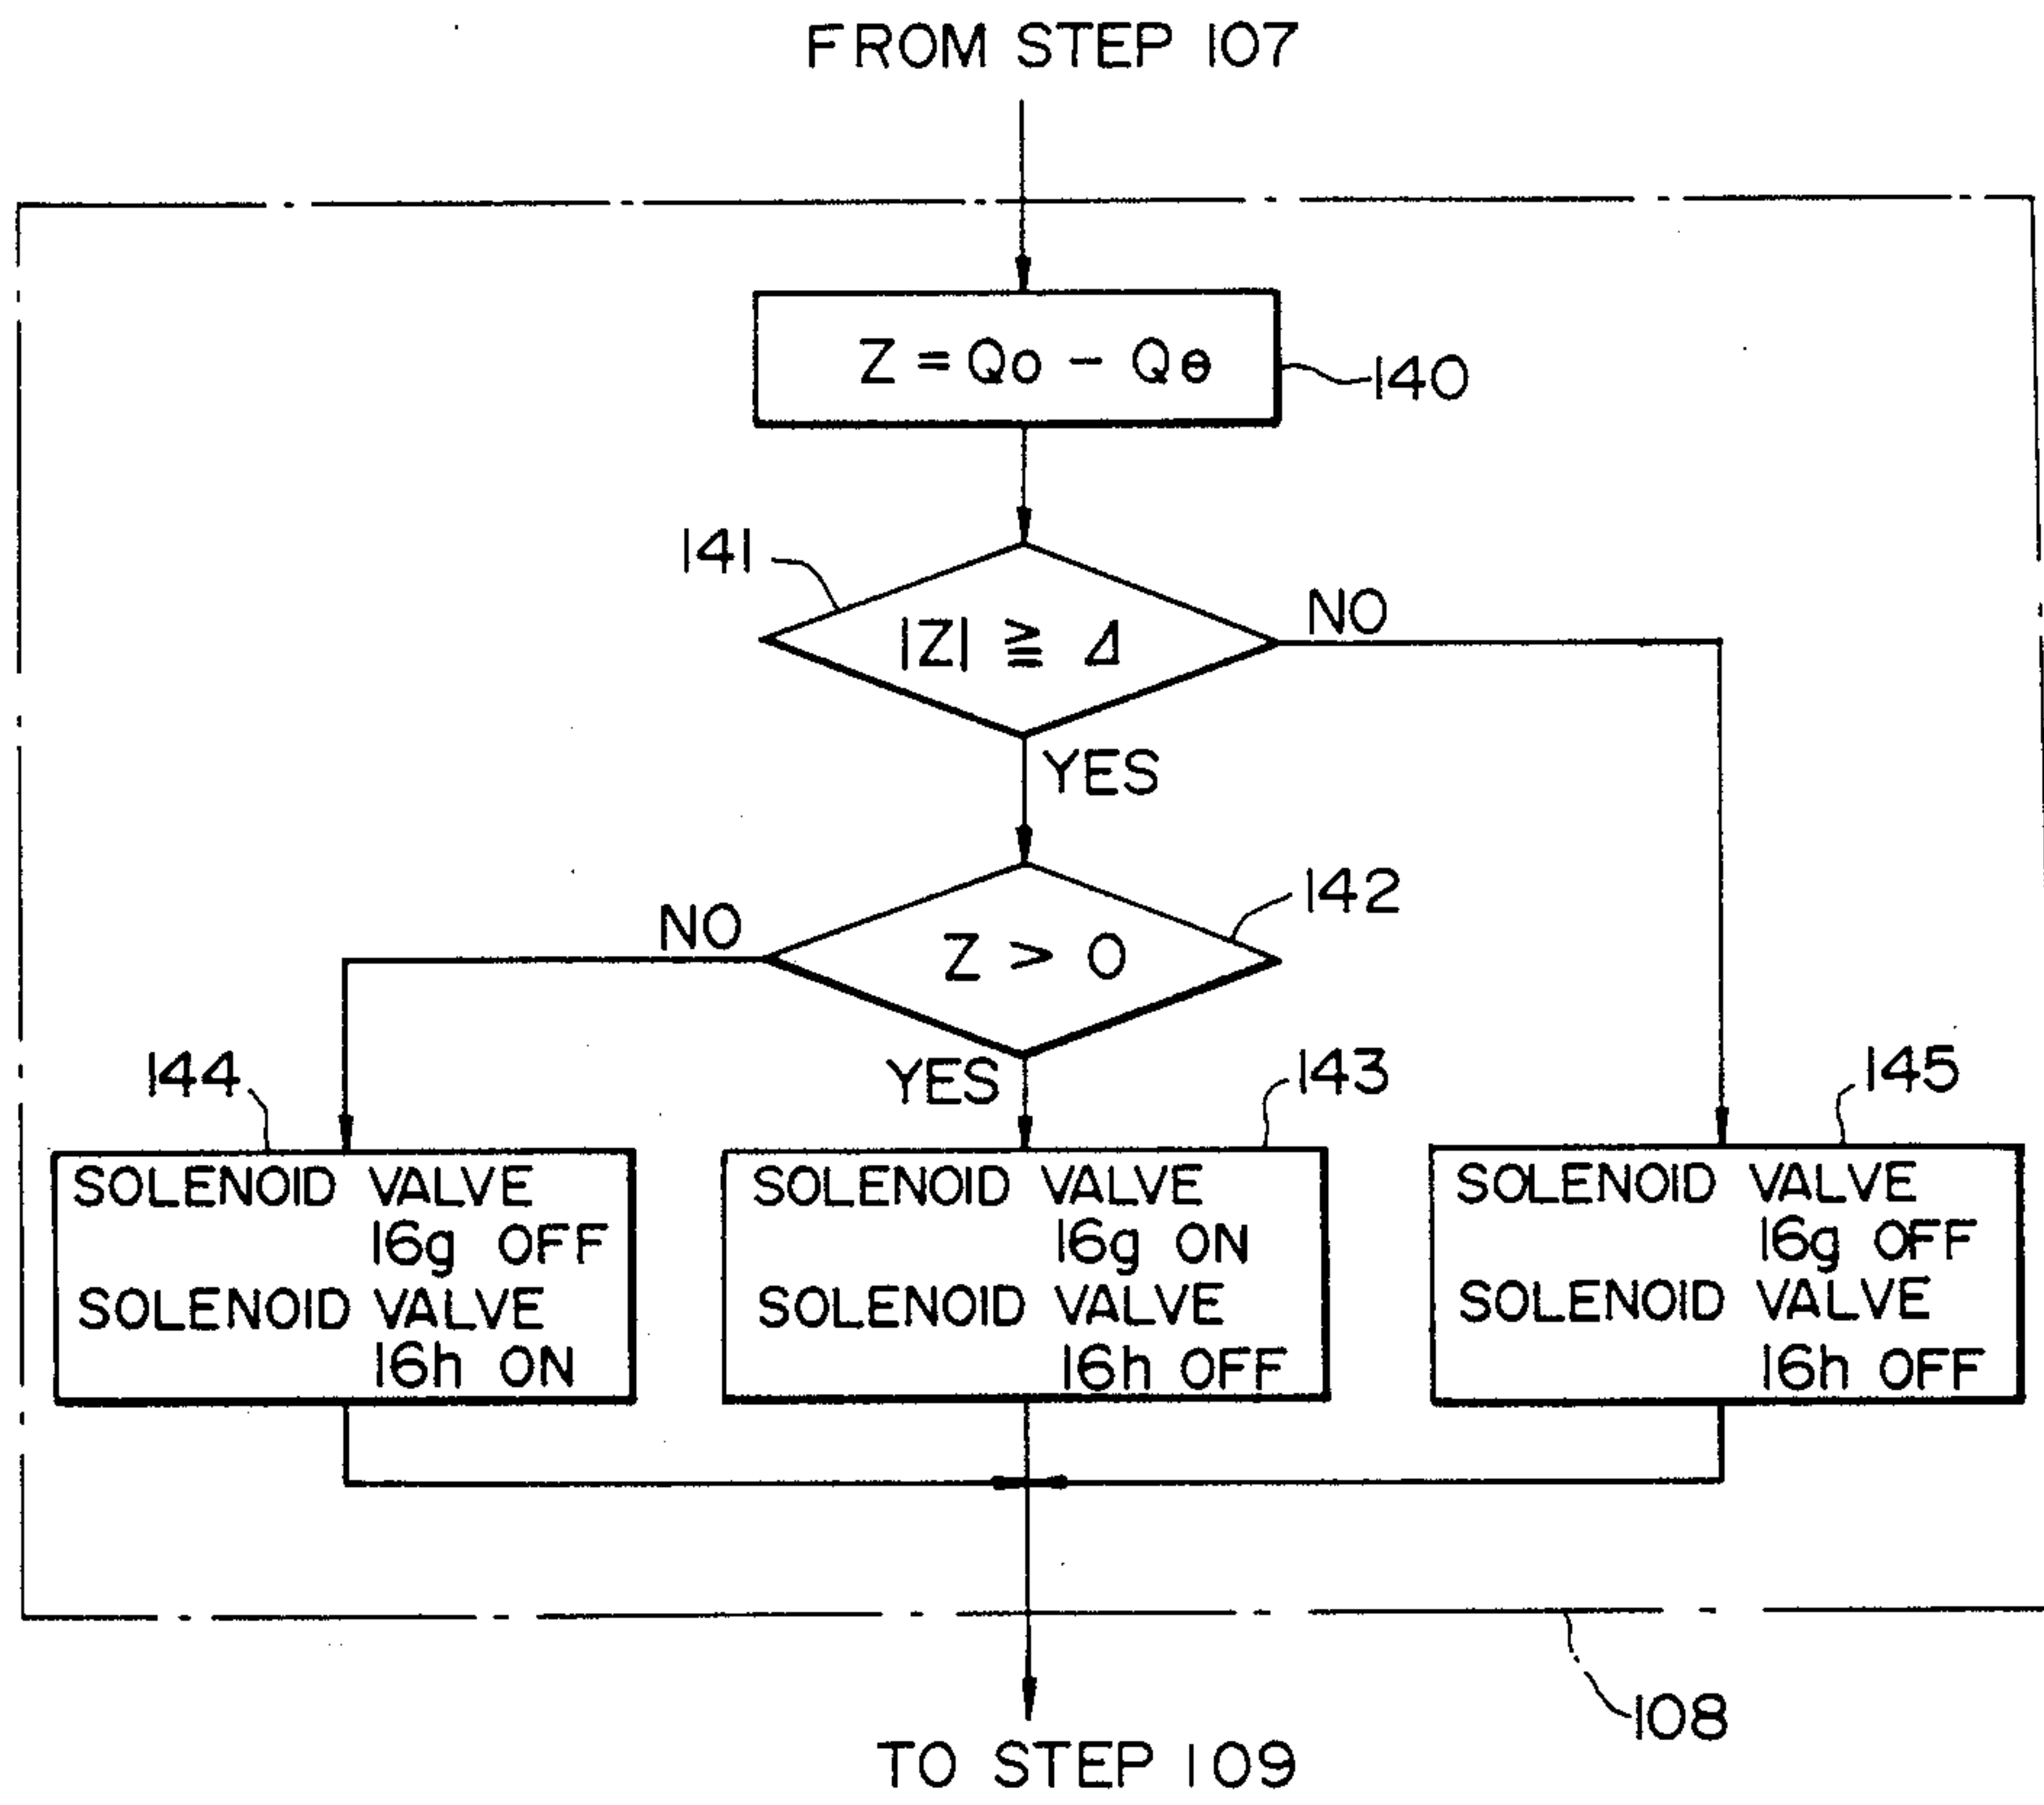 FROM STEP 107
Z = Qo - Qθ
140
141
|Z| ≧ Δ
NO
YES
142
NO
Z > 0
YES
144
143
145
SOLENOID VALVE
16g OFF
SOLENOID VALVE
16h ON
SOLENOID VALVE
16g ON
SOLENOID VALVE
16h OFF
SOLENOID VALVE
16g OFF
SOLENOID VALVE
16h OFF
108
TO STEP 109